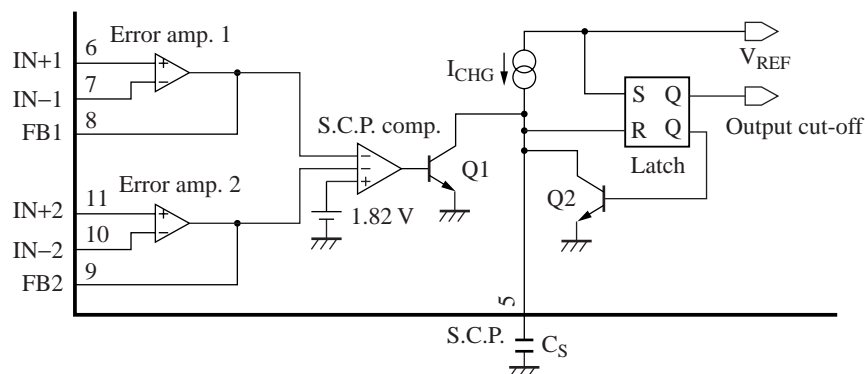 Error amp. 1
IN+1
6
IN−1
7
FB1
8
Error amp. 2
IN+2
11
IN−2
10
FB2
9
S.C.P. comp.
1.82 V
Q1
I_CHG
V_REF
S Q
R Q
Latch
Output cut-off
Q2
5
S.C.P.
C_S
+
−
+
−
−
−
+